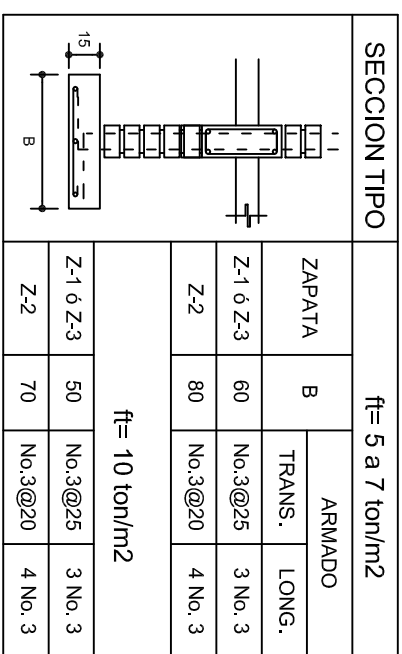 SECCION TIPO
ft= 5 a 7 ton/m2
ZAPATA
B
ARMADO
TRANS.
LONG.
Z-1 ó Z-3
60
No.3@25
3 No. 3
Z-2
80
No.3@20
4 No. 3
ft= 10 ton/m2
Z-1 ó Z-3
50
No.3@25
3 No. 3
Z-2
70
No.3@20
4 No. 3
15
B